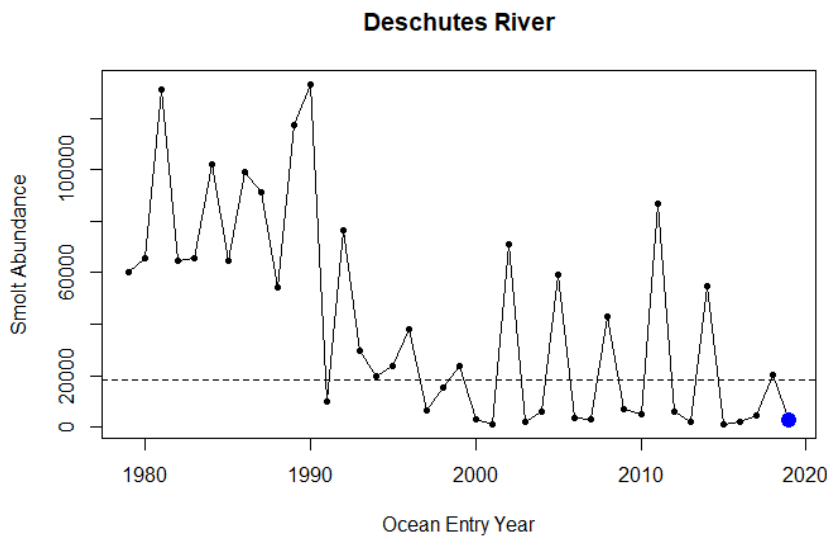 Deschutes River
Smolt Abundance
100000
60000
20000
0
1980 1990 2000 2010 2020
Ocean Entry Year